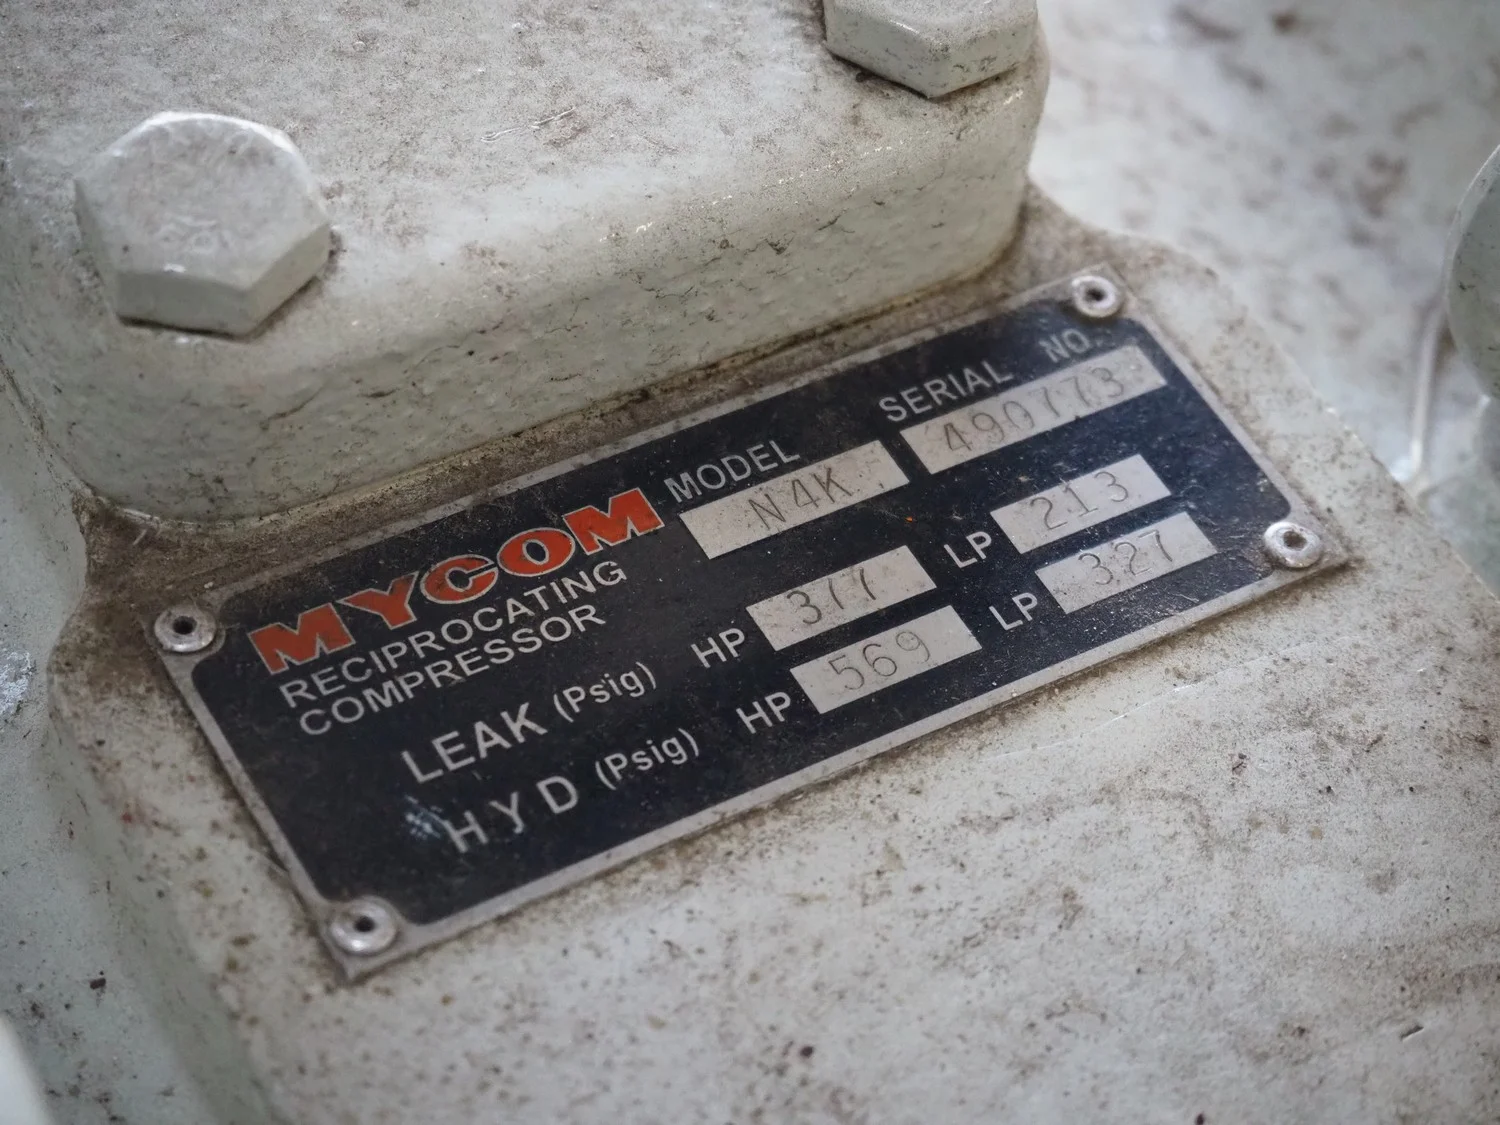 MYCOM
RECIPROCATING
COMPRESSOR
MODEL N4K
SERIAL NO. 490773
LEAK (Psig) HP 377 LP 213
HYD (Psig) HP 569 LP 327